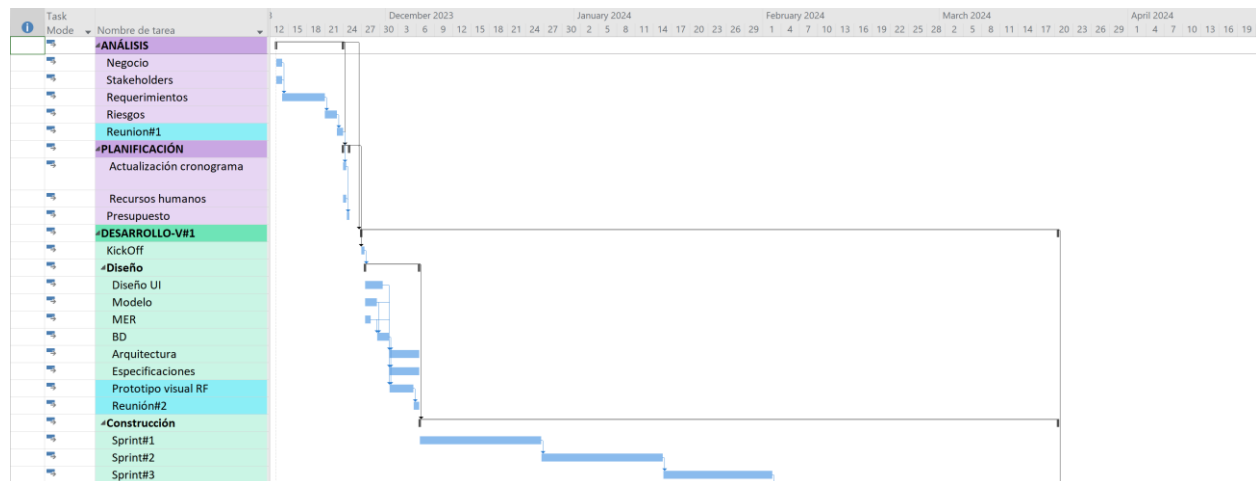 December 2023 January 2024 February 2024 March 2024 April 2024
Task
Mode Nombre de tarea
12 15 18 21 24 27 30 3 6 9 12 15 18 21 24 27 30 2 5 8 11 14 17 20 23 26 29 1 4 7 10 13 16 19 22 25 28 2 5 8 11 14 17 20 23 26 29 1 4 7 10 13 16 19
ANÁLISIS
Negocio
Stakeholders
Requerimientos
Riesgos
Reunion#1
PLANIFICACIÓN
Actualización cronograma
Recursos humanos
Presupuesto
DESARROLLO-V#1
KickOff
Diseño
Diseño UI
Modelo
MER
BD
Arquitectura
Especificaciones
Prototipo visual RF
Reunión#2
Construcción
Sprint#1
Sprint#2
Sprint#3